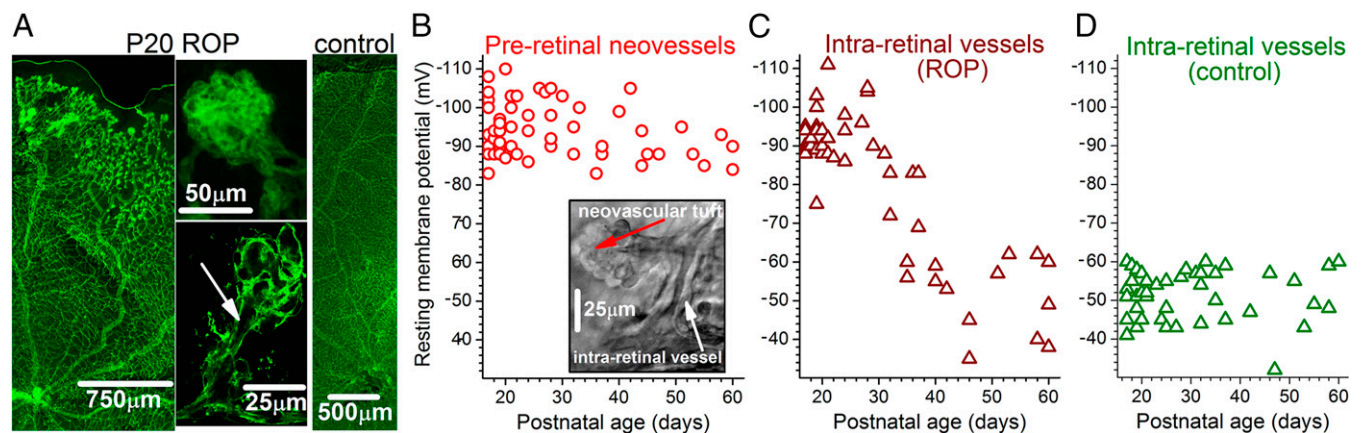 A
P20 ROP
control
50μm
750μm
25μm
500μm
B
Pre-retinal neovessels
Resting membrane potential (mV)
-110
-100
-90
-80
-70
-60
-50
-40
neovascular tuft
25μm
intra-retinal vessel
20 30 40 50 60
Postnatal age (days)
C
Intra-retinal vessels
(ROP)
-110
-100
-90
-80
-70
-60
-50
-40
20 30 40 50 60
Postnatal age (days)
D
Intra-retinal vessels
(control)
-110
-100
-90
-80
-70
-60
-50
-40
20 30 40 50 60
Postnatal age (days)